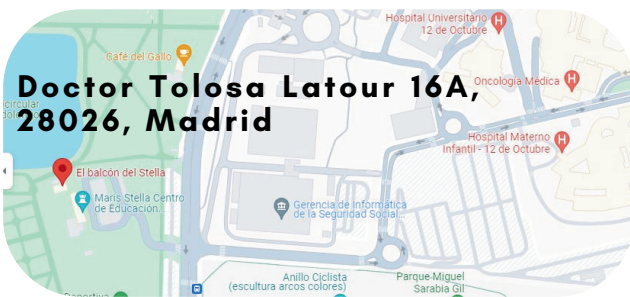 Hospital Universitario
12 de Octubre
Café del Gallo
Doctor Tolosa Latour 16A,
28026, Madrid
Oncología Médica
Hospital Materno
Infantil - 12 de Octubre
El balcón del Stella
Maris Stella Centro
de Educación.
Gerencia de Informática
de la Seguridad Social
Anillo Ciclista
(escultura arcos colores)
Parque Miguel
Sarabia Gil